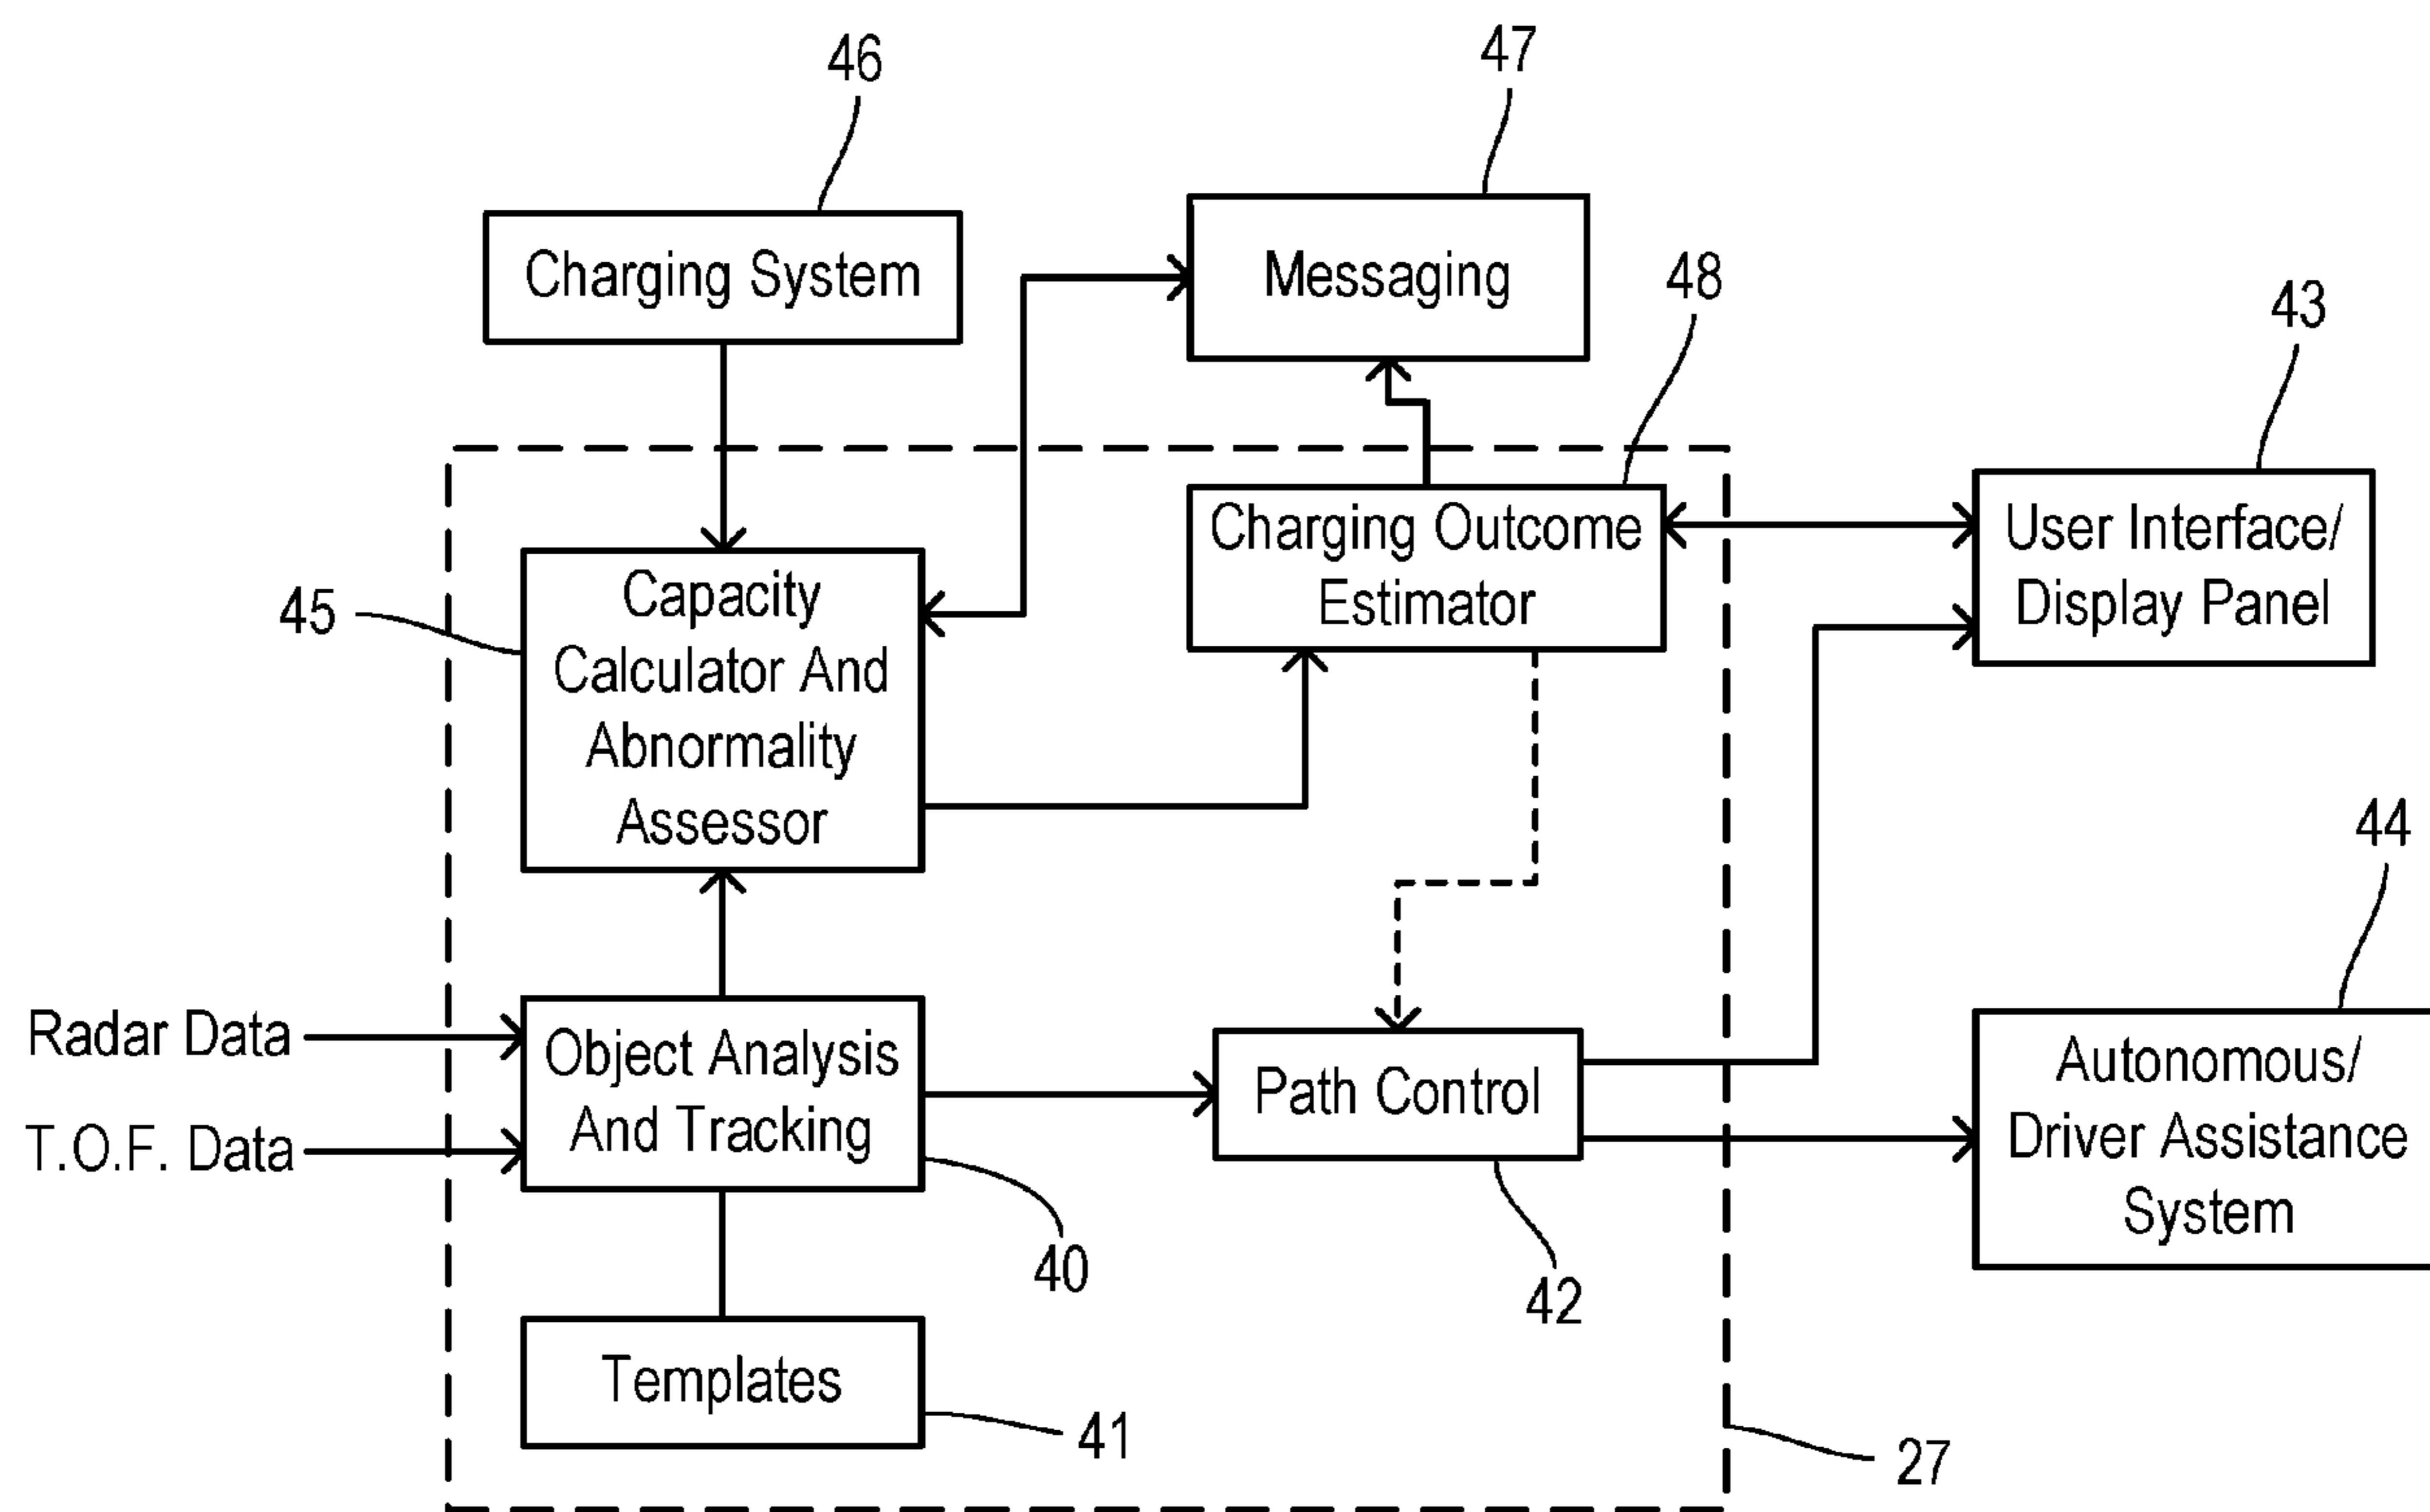 46
47
Charging System
Messaging
48
43
Charging Outcome
Estimator
User Interface/
Display Panel
45
Capacity
Calculator And
Abnormality
Assessor
44
Radar Data
T.O.F. Data
Object Analysis
And Tracking
Path Control
Autonomous/
Driver Assistance
System
40
42
Templates
41
27